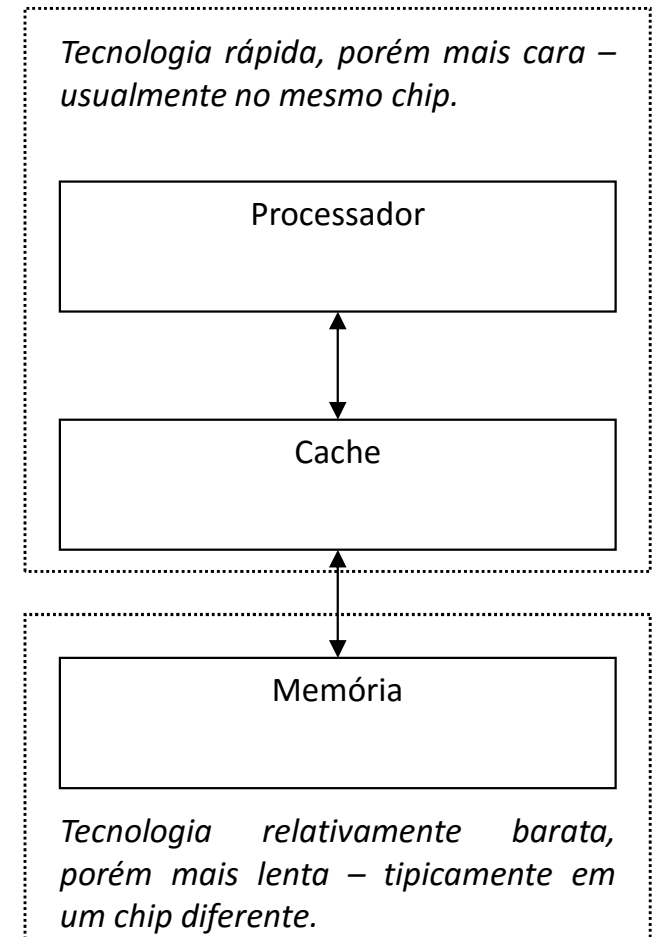 Tecnologia rápida, porém mais cara –
usualmente no mesmo chip.
Processador
Cache
Memória
Tecnologia relativamente barata,
porém mais lenta – tipicamente em
um chip diferente.